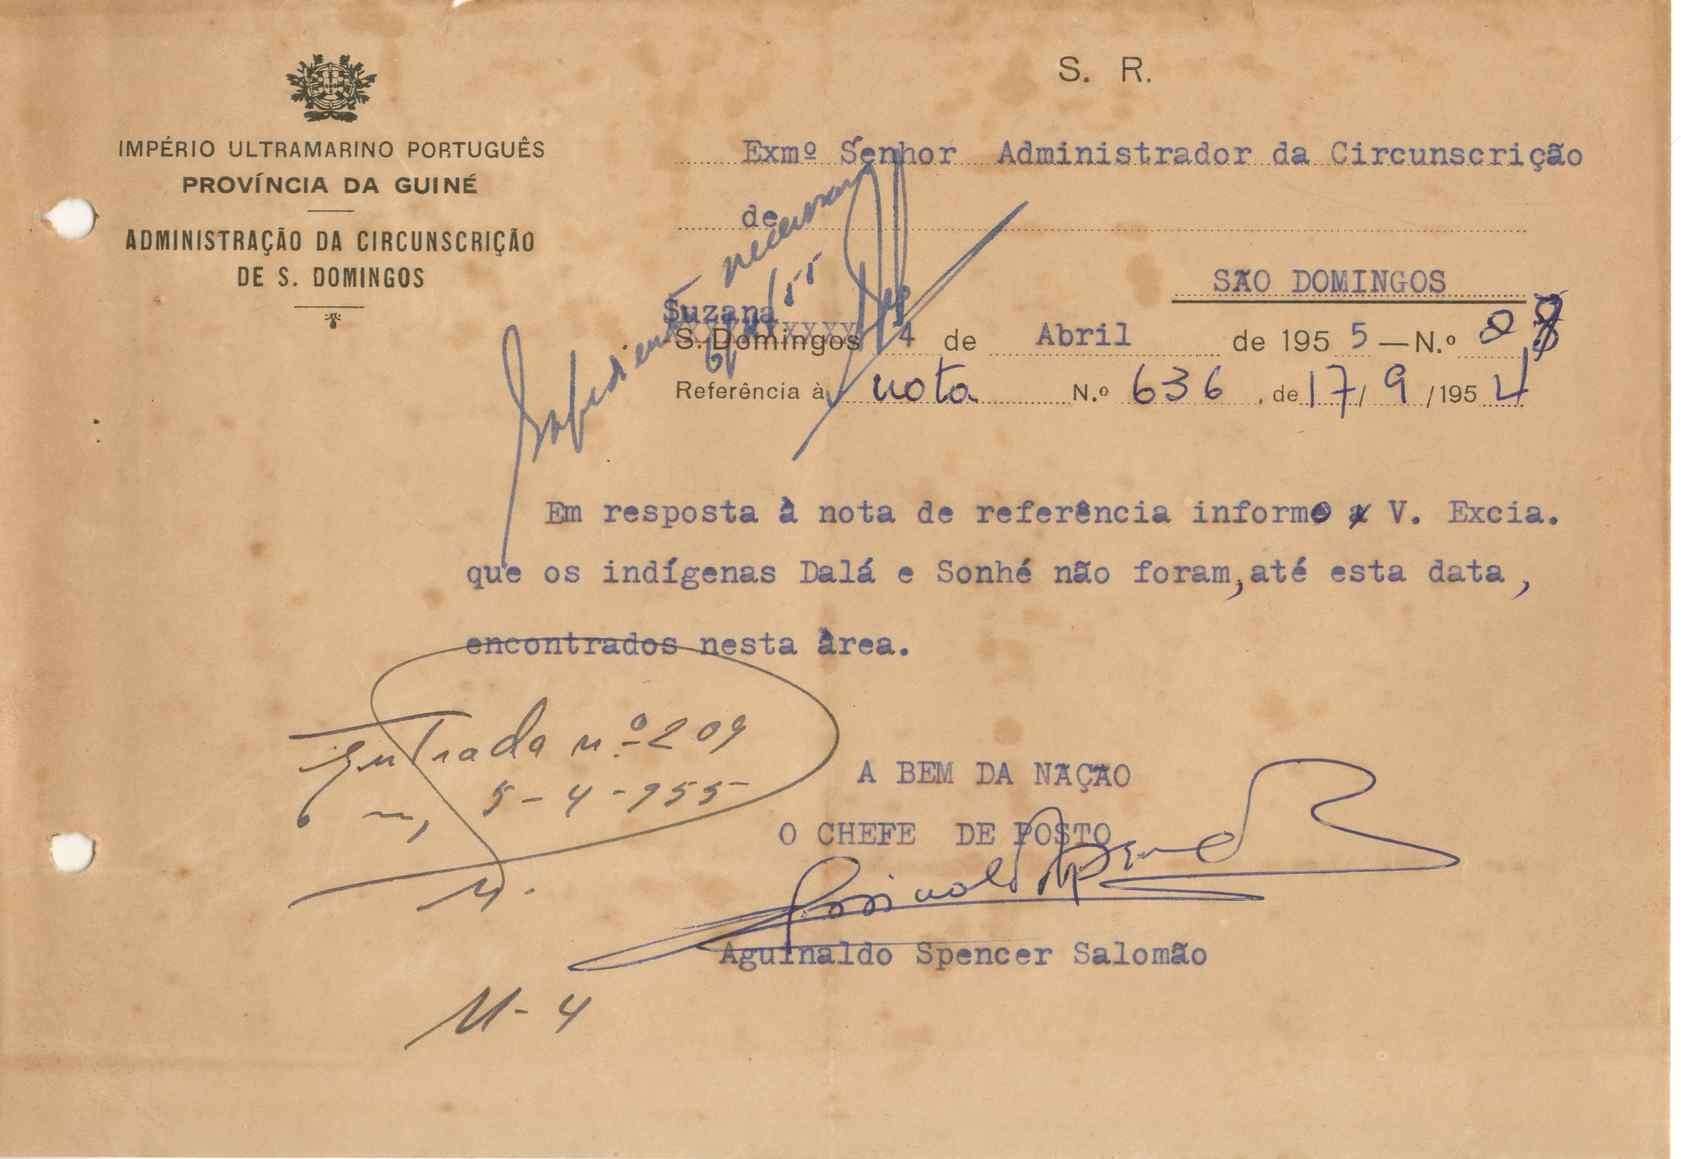 S. R.
IMPÉRIO ULTRAMARINO PORTUGUÊS
PROVÍNCIA DA GUINÉ
ADMINISTRAÇÃO DA CIRCUNSCRIÇÃO
DE S. DOMINGOS
Exmº Senhor Administrador da Circunscrição
de
SÃO DOMINGOS
Suzana
S. Domingos 4 de Abril de 1955 — N.º
Referência à nota N.º 636, de 17/9/1954
Em resposta à nota de referência informo V. Excia.
que os indígenas Dalá e Sonhé não foram, até esta data,
encontrados nesta àrea.
Entrada nº 209
5-4-955
A BEM DA NAÇÃO
O CHEFE DE POSTO
Aguinaldo Spencer Salomão
M-4